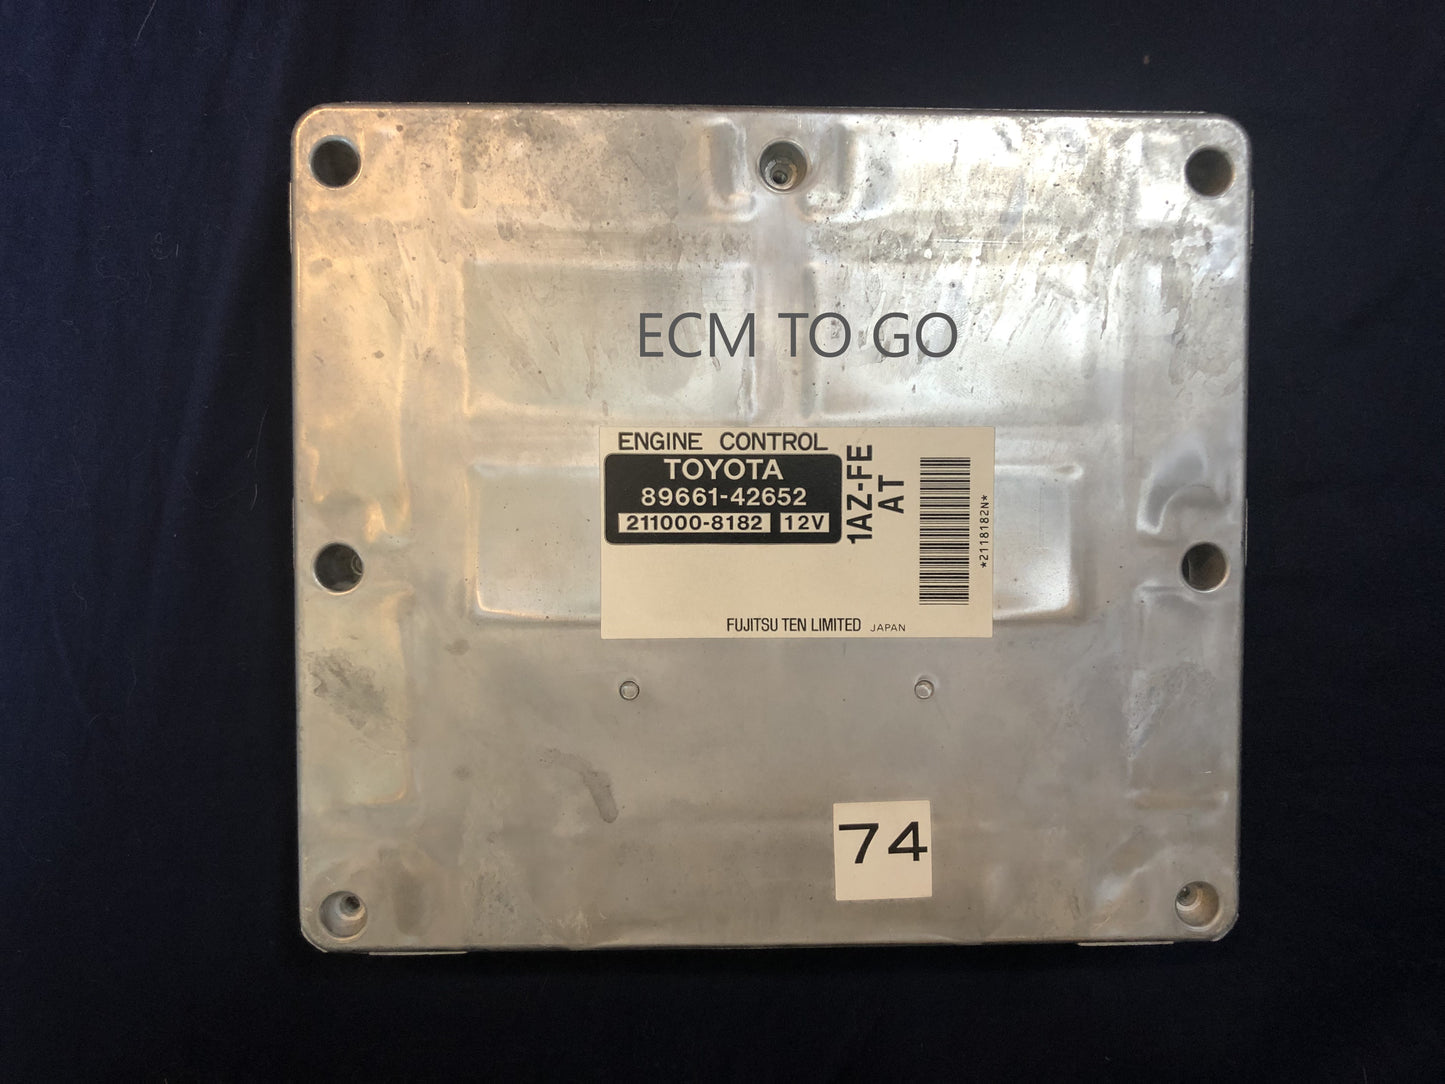 ECM TO GO
ENGINE CONTROL
TOYOTA
89661-42652
211000-8182 12V
1AZ-FE
AT
*2118182N*
FUJITSU TEN LIMITED JAPAN
74